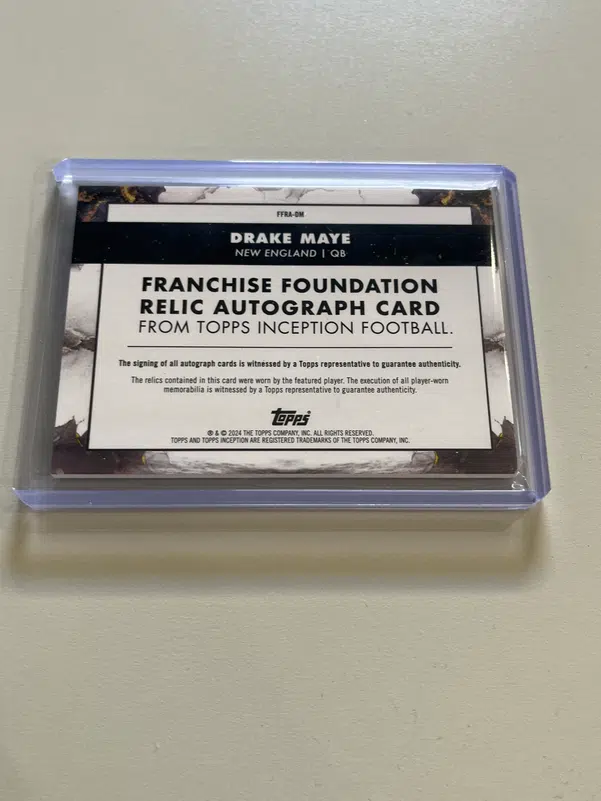 FFRA-DM
DRAKE MAYE
NEW ENGLAND | QB
FRANCHISE FOUNDATION
RELIC AUTOGRAPH CARD
FROM TOPPS INCEPTION FOOTBALL.
The signing of all autograph cards is witnessed by a Topps representative to guarantee authenticity.
The relics contained in this card were worn by the featured player. The execution of all player-worn
memorabilia is witnessed by a Topps representative to guarantee authenticity.
Topps
® & © 2024 THE TOPPS COMPANY, INC. ALL RIGHTS RESERVED.
TOPPS AND TOPPS INCEPTION ARE REGISTERED TRADEMARKS OF THE TOPPS COMPANY, INC.